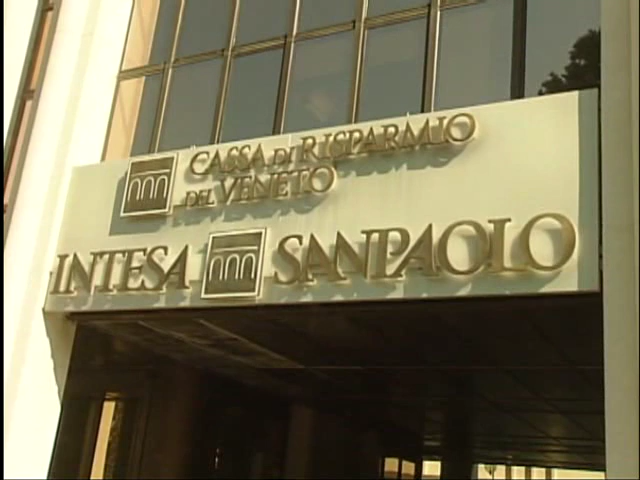 CASSA DI RISPARMIO
DEL VENETO
INTESA SANPAOLO